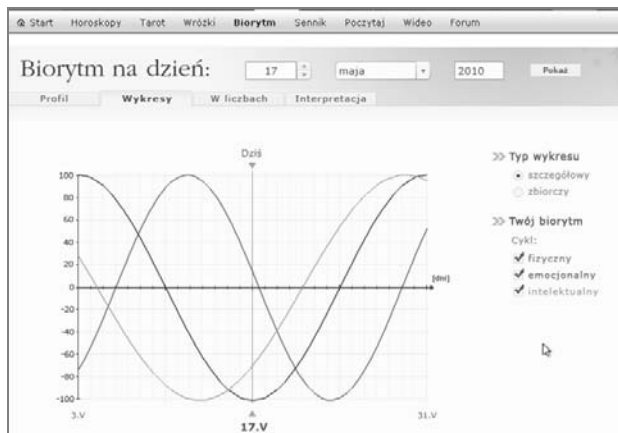 Start Horoskopy Tarot Wróżki Biorytm Sennik Poczytaj Wideo Forum
Biorytm na dzień: 17 maja 2010 Pokaż
Profil Wykresy W liczbach Interpretacja
Dziś
100
80
60
40
20
0
-20
-40
-60
-80
-100
[dni]
3.V
17.V
31.V
Typ wykresu
szczegółowy
zbiorczy
Twój biorytm
Cykl:
fizyczny
emocjonalny
intelektualny